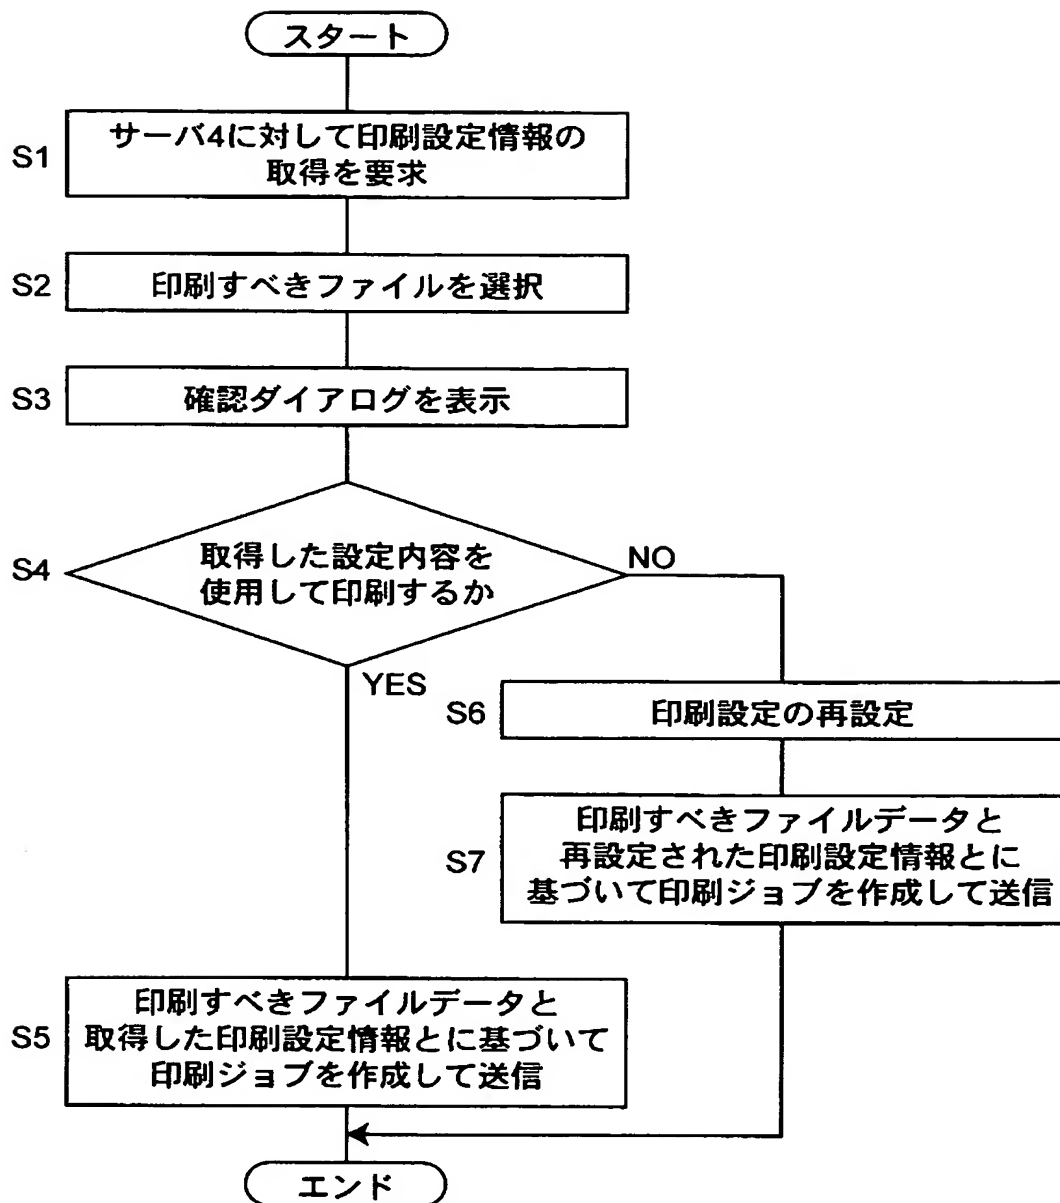 スタート
S1
サーバ4に対して印刷設定情報の
取得を要求
S2
印刷すべきファイルを選択
S3
確認ダイアログを表示
S4
取得した設定内容を
使用して印刷するか
NO
YES
S6
印刷設定の再設定
S7
印刷すべきファイルデータと
再設定された印刷設定情報とに
基づいて印刷ジョブを作成して送信
S5
印刷すべきファイルデータと
取得した印刷設定情報とに基づいて
印刷ジョブを作成して送信
エンド